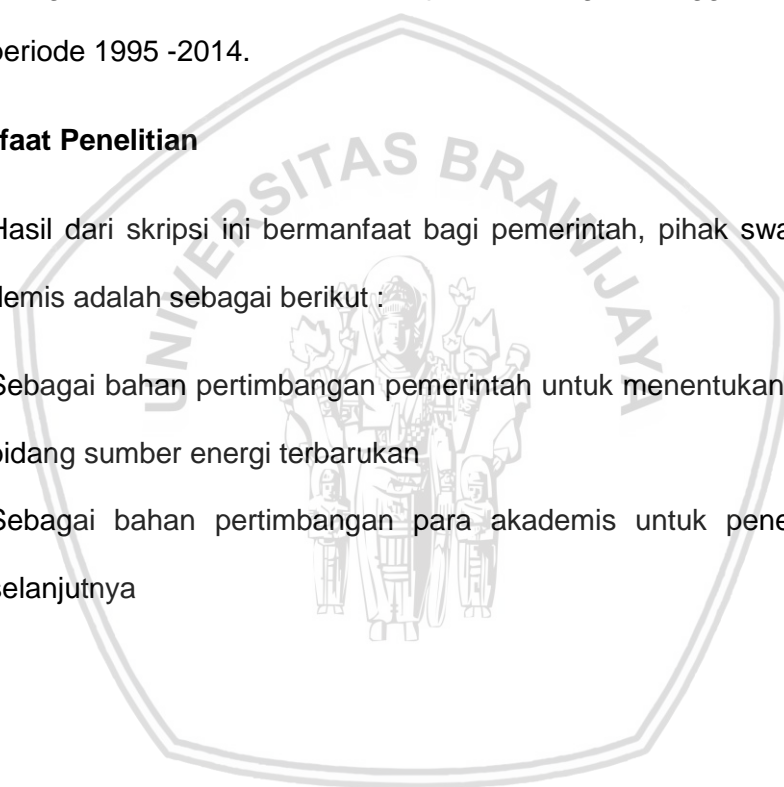 periode 1995 -2014.
faat Penelitian
UNIVERSITAS BRAWIJAYA
Hasil dari skripsi ini bermanfaat bagi pemerintah, pihak swa
demis adalah sebagai berikut :
Sebagai bahan pertimbangan pemerintah untuk menentukan
bidang sumber energi terbarukan
Sebagai bahan pertimbangan para akademis untuk pene
selanjutnya